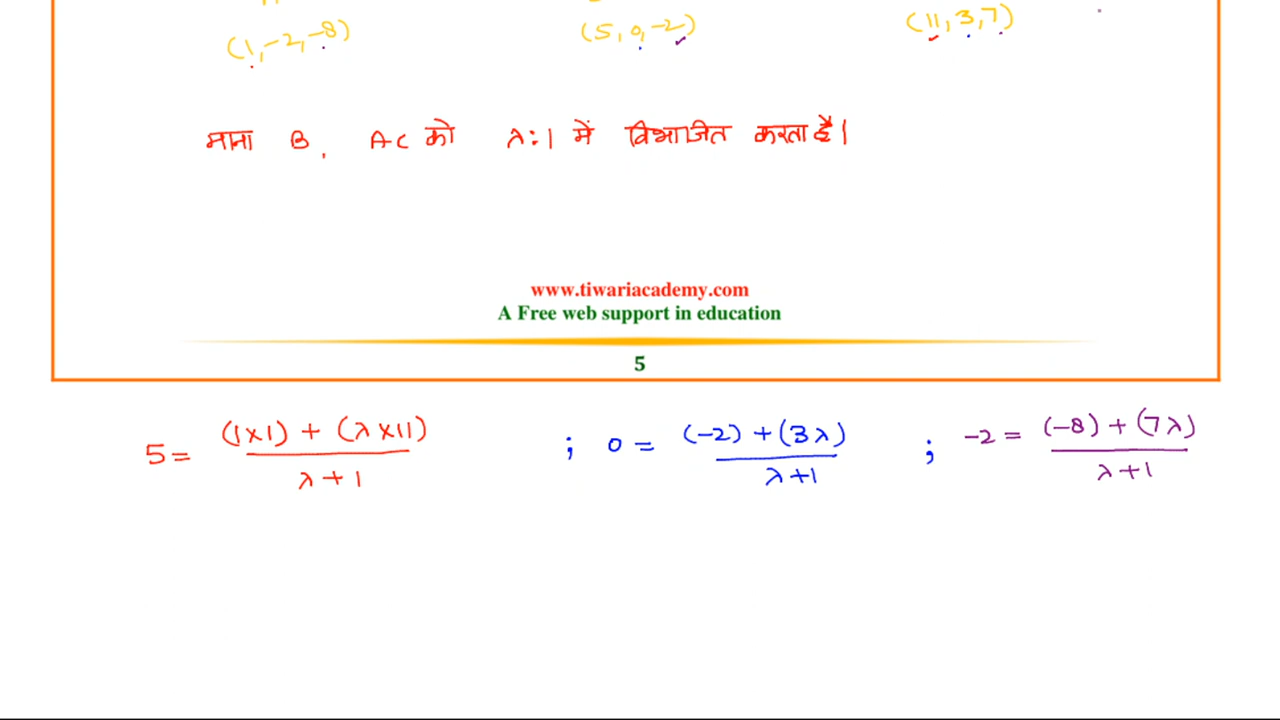 (1,-2,-8) (5,0,-2) (11,3,7)
माना B, AC को λ:1 में विभाजित करता है।
www.tiwariacademy.com
A Free web support in education
5
5 = (1×1) + (λ×11) / λ+1 ; 0 = (-2) + (3λ) / λ+1 ; -2 = (-8) + (7λ) / λ+1